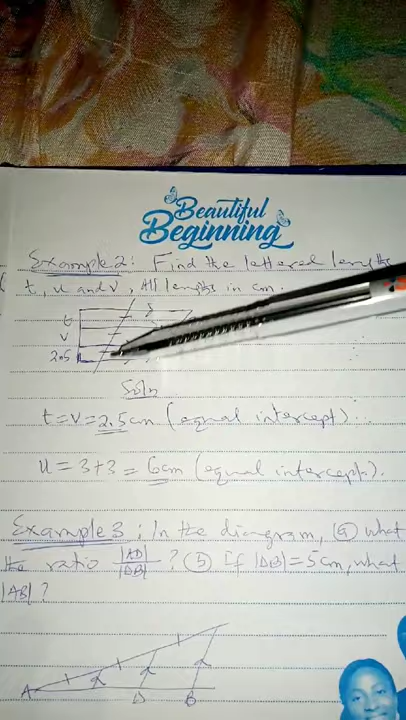 Beautiful
Beginning
Example 2: Find the lettered lengths
t, u and v, All lengths in cm.
t
v
2.5
Soln
t=v=2.5cm (equal intercept)
u = 3+3 = 6cm (equal intercept).
Example 3: In the diagram, (a) what
the ratio |AD|/|DB| ? (b) If |DB|=5cm, what
|AB| ?
A D B